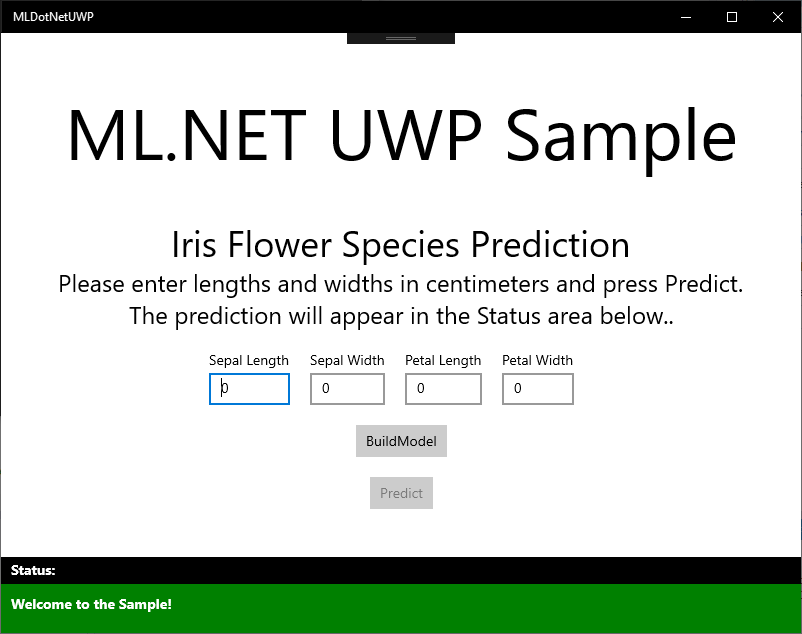 MLDotNetUWP
ML.NET UWP Sample
Iris Flower Species Prediction
Please enter lengths and widths in centimeters and press Predict.
The prediction will appear in the Status area below..
Sepal Length Sepal Width Petal Length Petal Width
0 0 0 0
BuildModel
Predict
Status:
Welcome to the Sample!